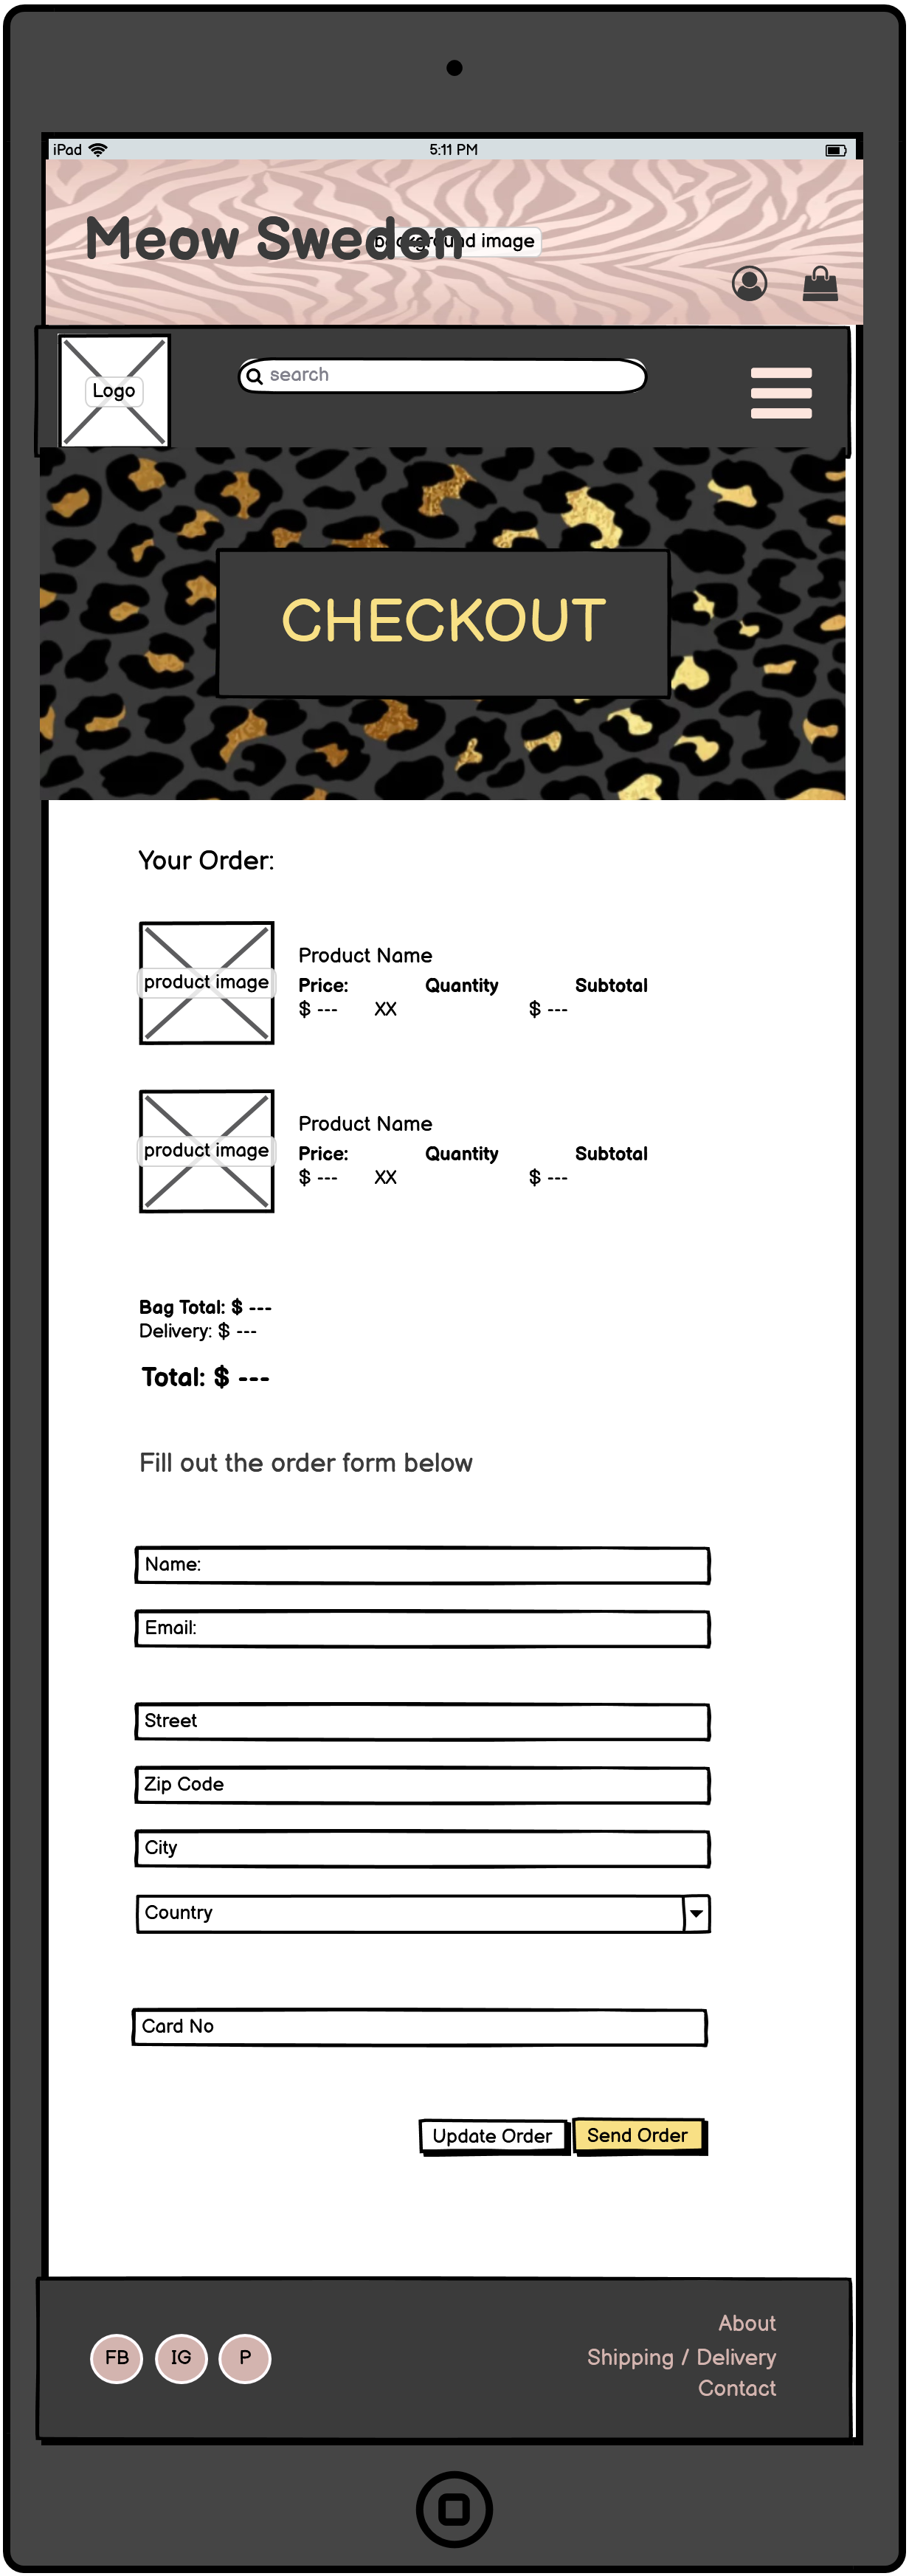 iPad 5:11 PM
Meow Sweden
background image
Logo
search
CHECKOUT
Your Order:
product image
Product Name
Price: Quantity Subtotal
$ --- XX $ ---
product image
Product Name
Price: Quantity Subtotal
$ --- XX $ ---
Bag Total: $ ---
Delivery: $ ---
Total: $ ---
Fill out the order form below
Name:
Email:
Street
Zip Code
City
Country
Card No
Update Order Send Order
About
FB IG P
Shipping / Delivery
Contact